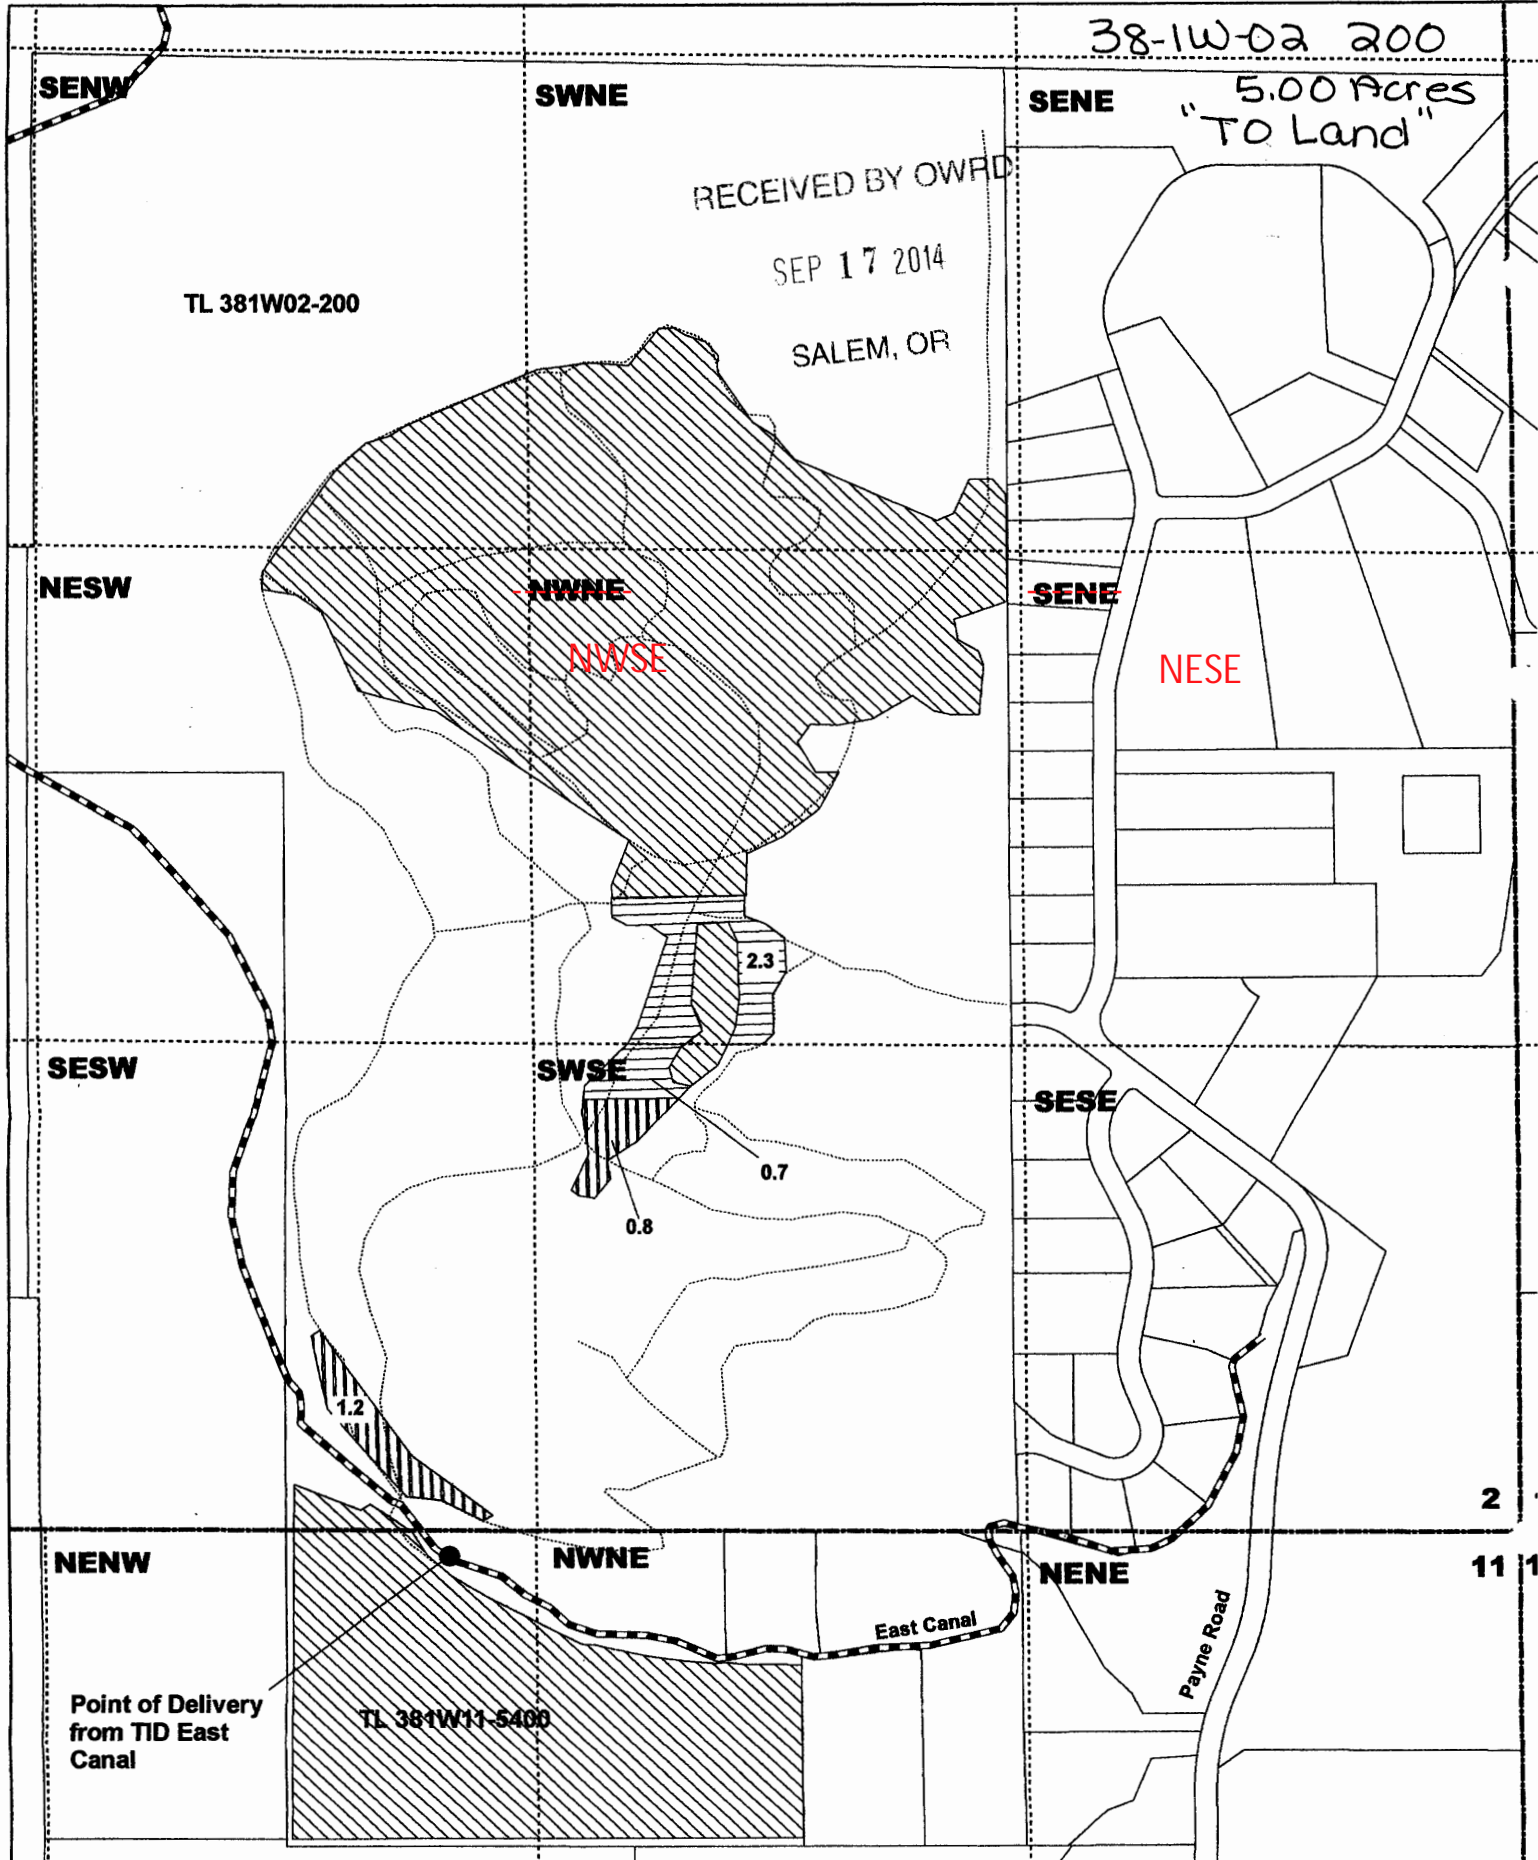 38-1W-02 200
5.00 Acres
"TO Land"
SENW
SWNE
SENE
RECEIVED BY OWRD
SEP 17 2014
SALEM, OR
TL 381W02-200
NESW
NWNE
SENE
NWSE
NESE
2.3
SESW
SWSE
SESE
0.7
0.8
1.2
2
NENW
NWNE
NENE
11
1
East Canal
Payne Road
Point of Delivery
from TID East
Canal
TL 381W11-5400